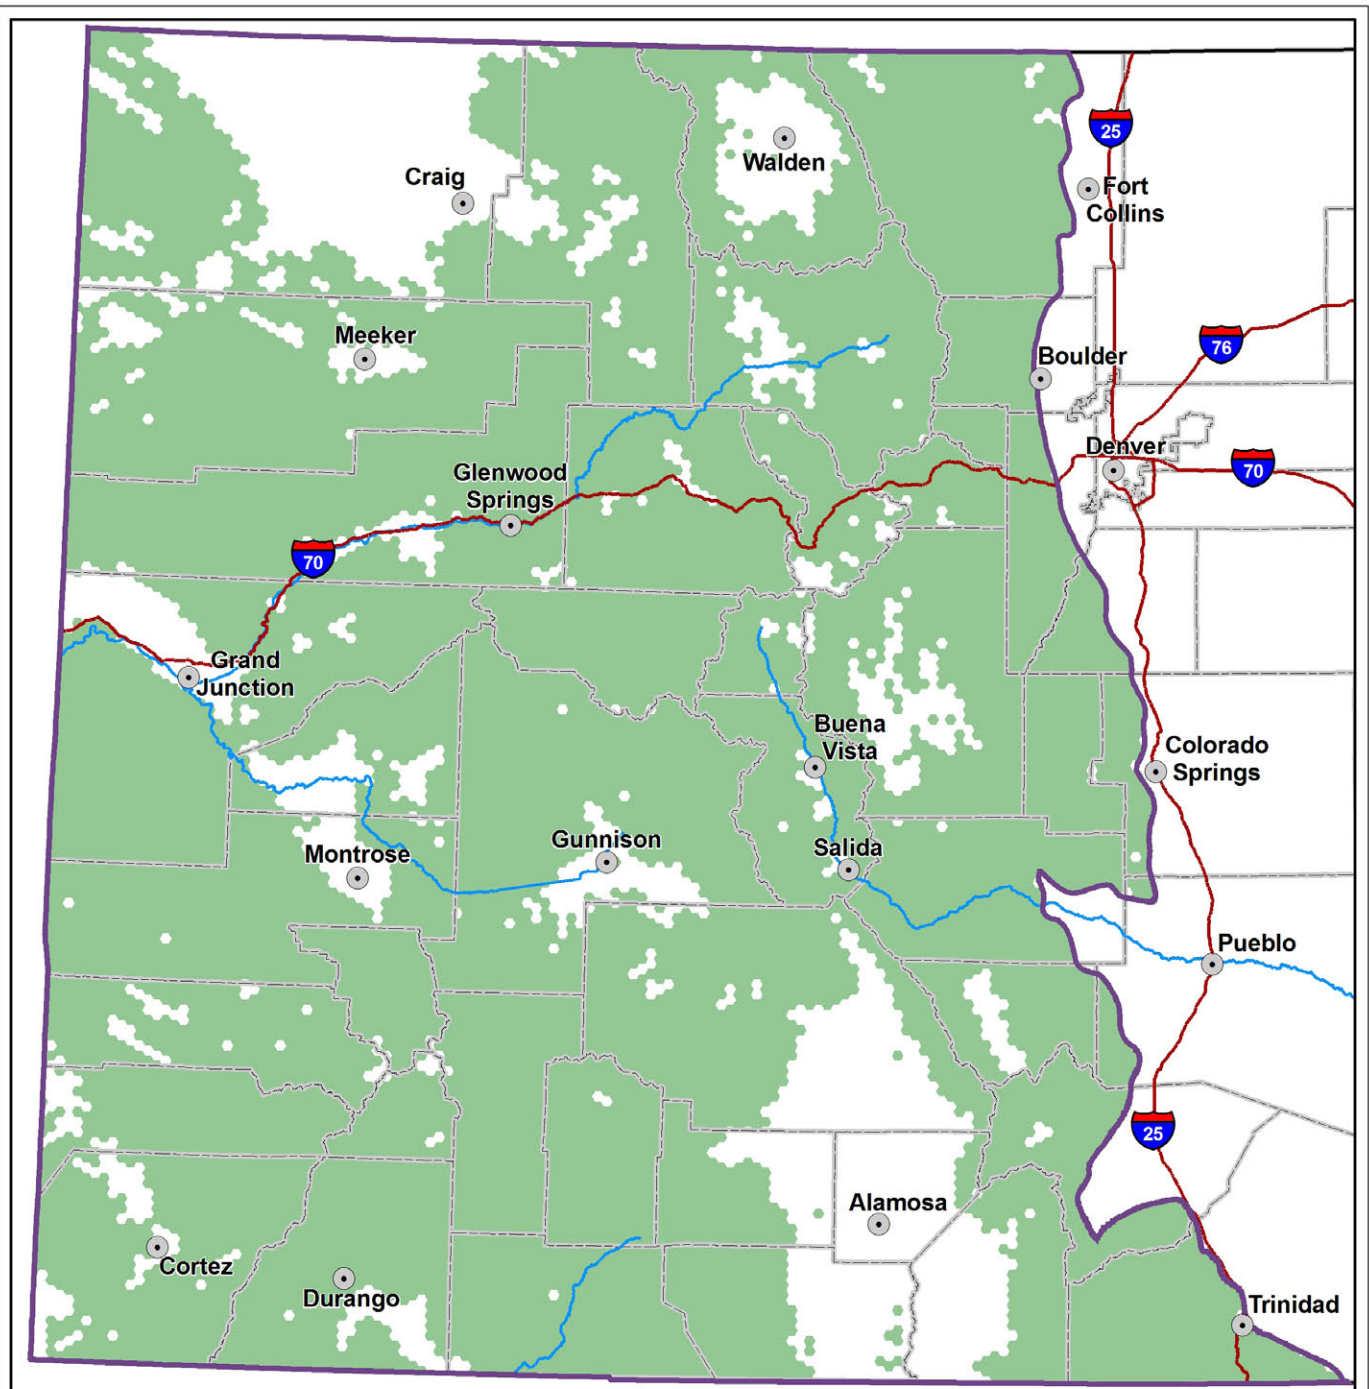 25
Walden
Craig
Fort
Collins
Meeker
76
Boulder
Denver
70
Glenwood
Springs
70
Grand
Junction
Buena
Vista
Colorado
Springs
Gunnison
Salida
Montrose
Pueblo
25
Alamosa
Cortez
Durango
Trinidad